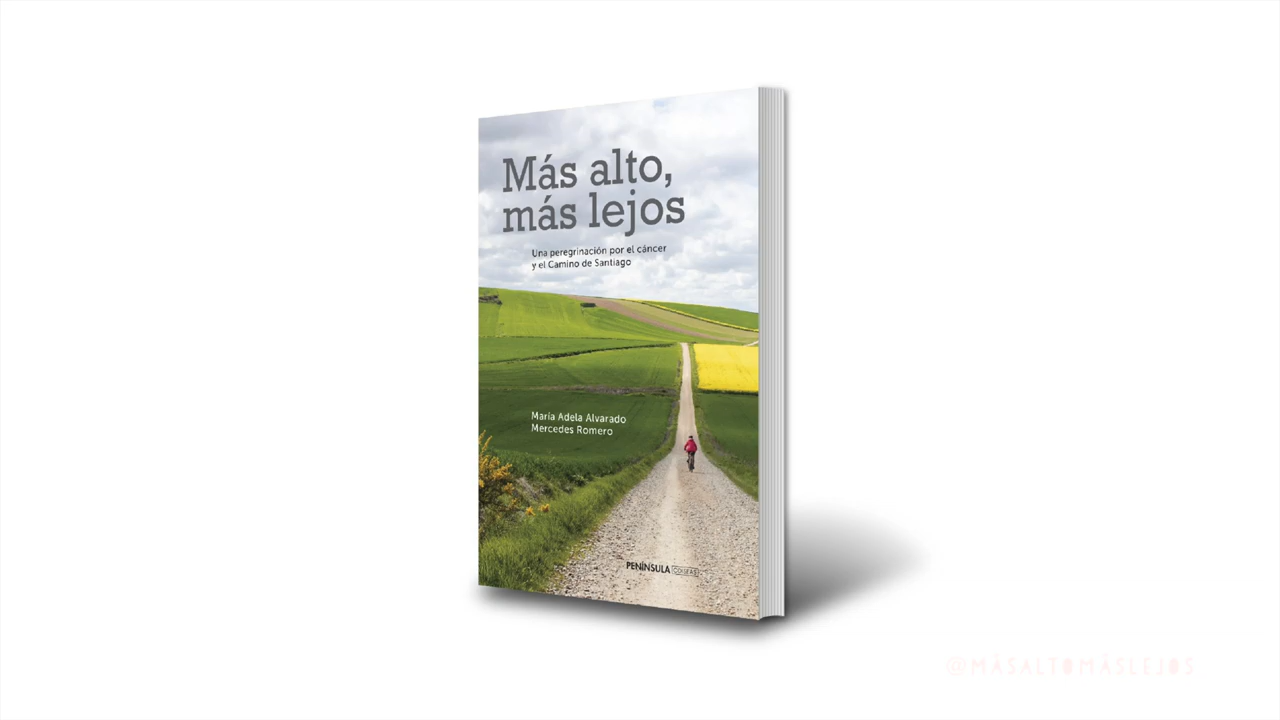 Más alto,
más lejos
Una peregrinación por el cáncer
y el Camino de Santiago
María Adela Alvarado
Mercedes Romero
PENÍNSULA
@MÁSALTOMÁSLEJOS